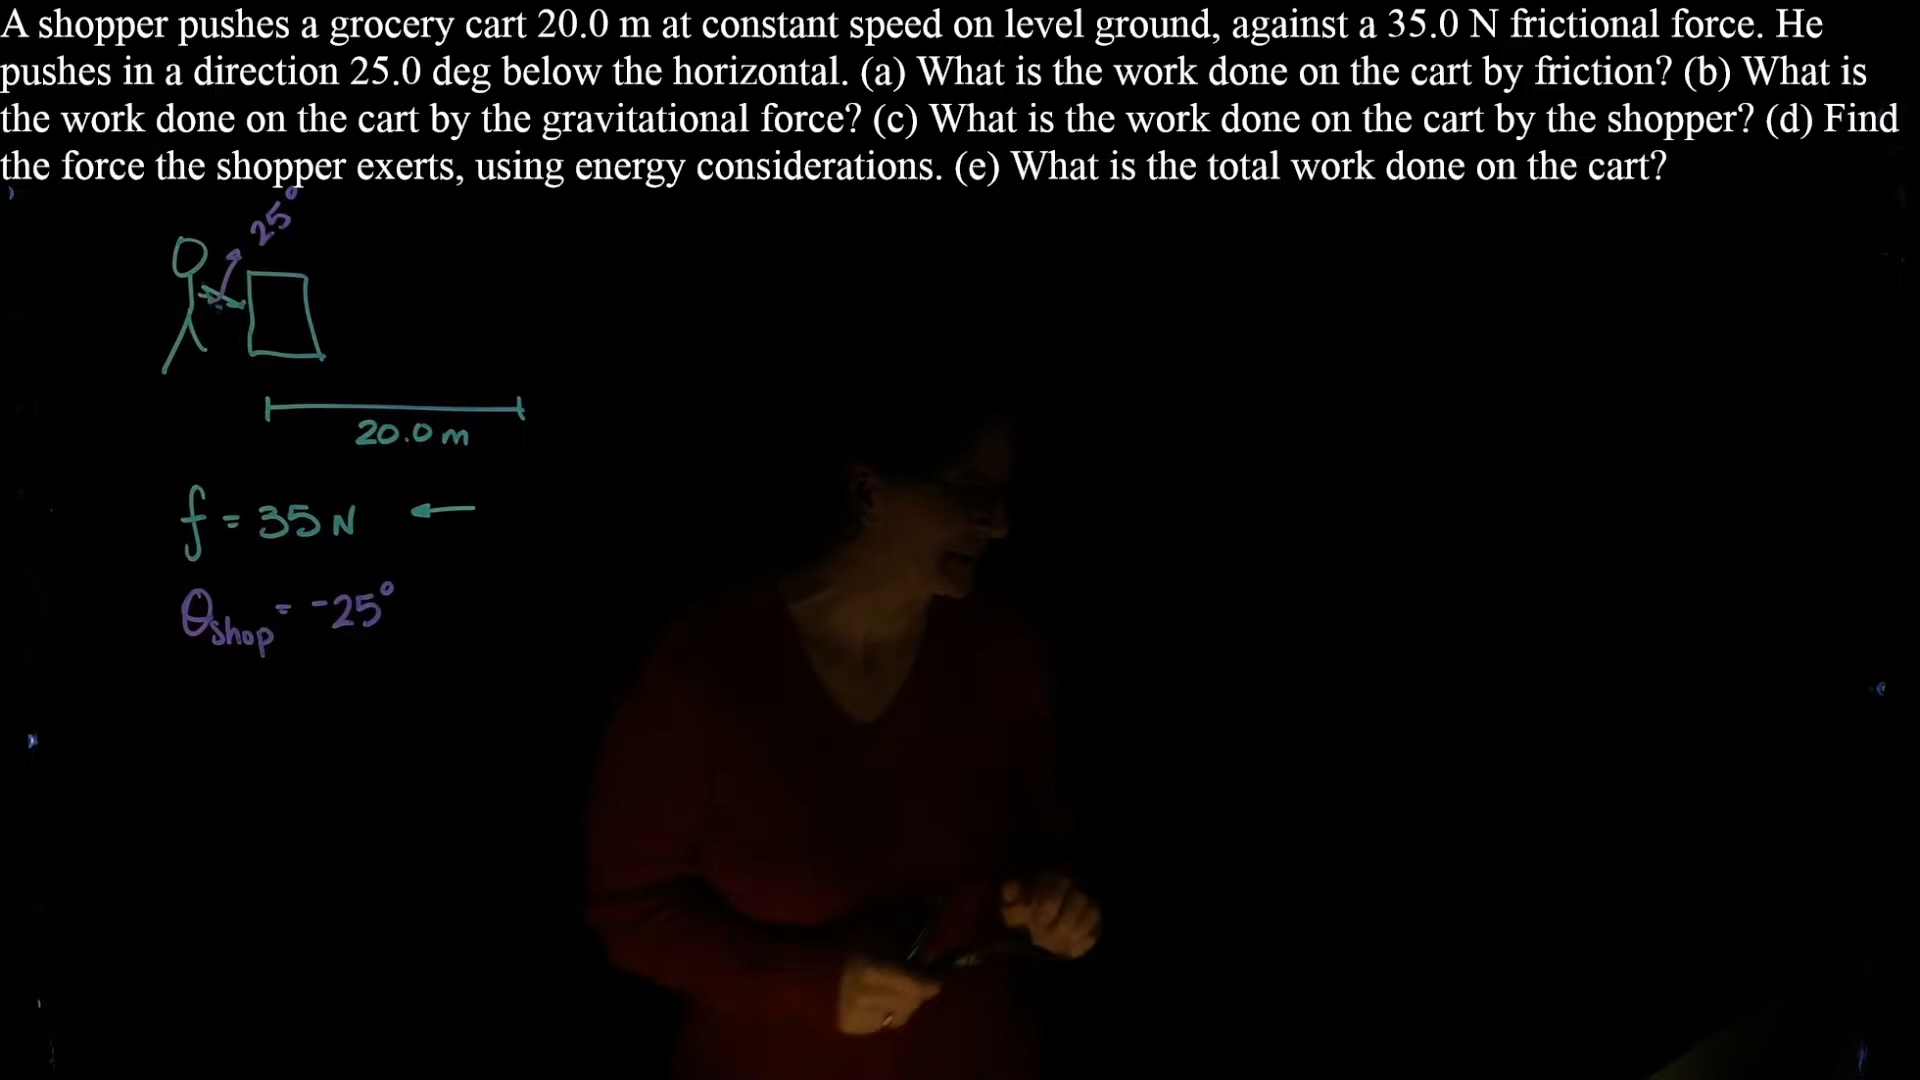 A shopper pushes a grocery cart 20.0 m at constant speed on level ground, against a 35.0 N frictional force. He
pushes in a direction 25.0 deg below the horizontal. (a) What is the work done on the cart by friction? (b) What is
the work done on the cart by the gravitational force? (c) What is the work done on the cart by the shopper? (d) Find
the force the shopper exerts, using energy considerations. (e) What is the total work done on the cart?
25°
20.0 m
f = 35 N
θshop = -25°